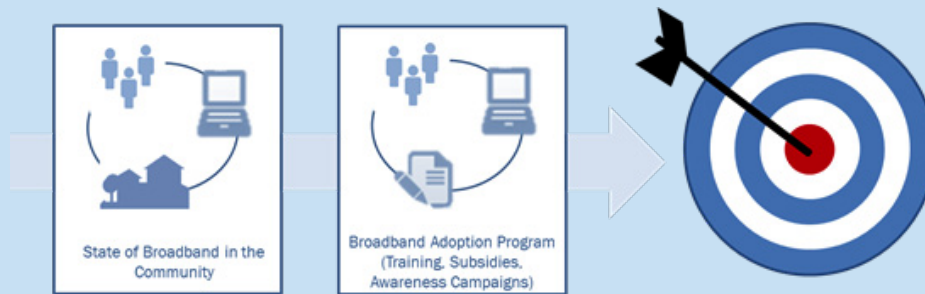 State of Broadband in the
Community
Broadband Adoption Program
(Training, Subsidies,
Awareness Campaigns)